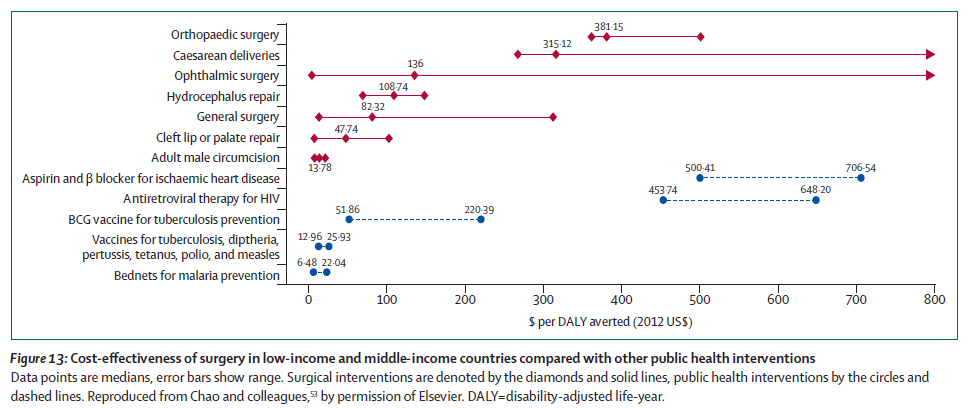 381·15
Orthopaedic surgery
315·12
Caesarean deliveries
136
Ophthalmic surgery
108·74
Hydrocephalus repair
82·32
General surgery
47·74
Cleft lip or palate repair
Adult male circumcision
13·78
500·41 706·54
Aspirin and β blocker for ischaemic heart disease
453·74 648·20
Antiretroviral therapy for HIV
51·86 220·39
BCG vaccine for tuberculosis prevention
12·96 25·93
Vaccines for tuberculosis, diptheria,
pertussis, tetanus, polio, and measles
6·48 22·04
Bednets for malaria prevention
0 100 200 300 400 500 600 700 800
$ per DALY averted (2012 US$)
Figure 13: Cost-effectiveness of surgery in low-income and middle-income countries compared with other public health interventions
Data points are medians, error bars show range. Surgical interventions are denoted by the diamonds and solid lines, public health interventions by the circles and
dashed lines. Reproduced from Chao and colleagues,⁵³ by permission of Elsevier. DALY=disability-adjusted life-year.